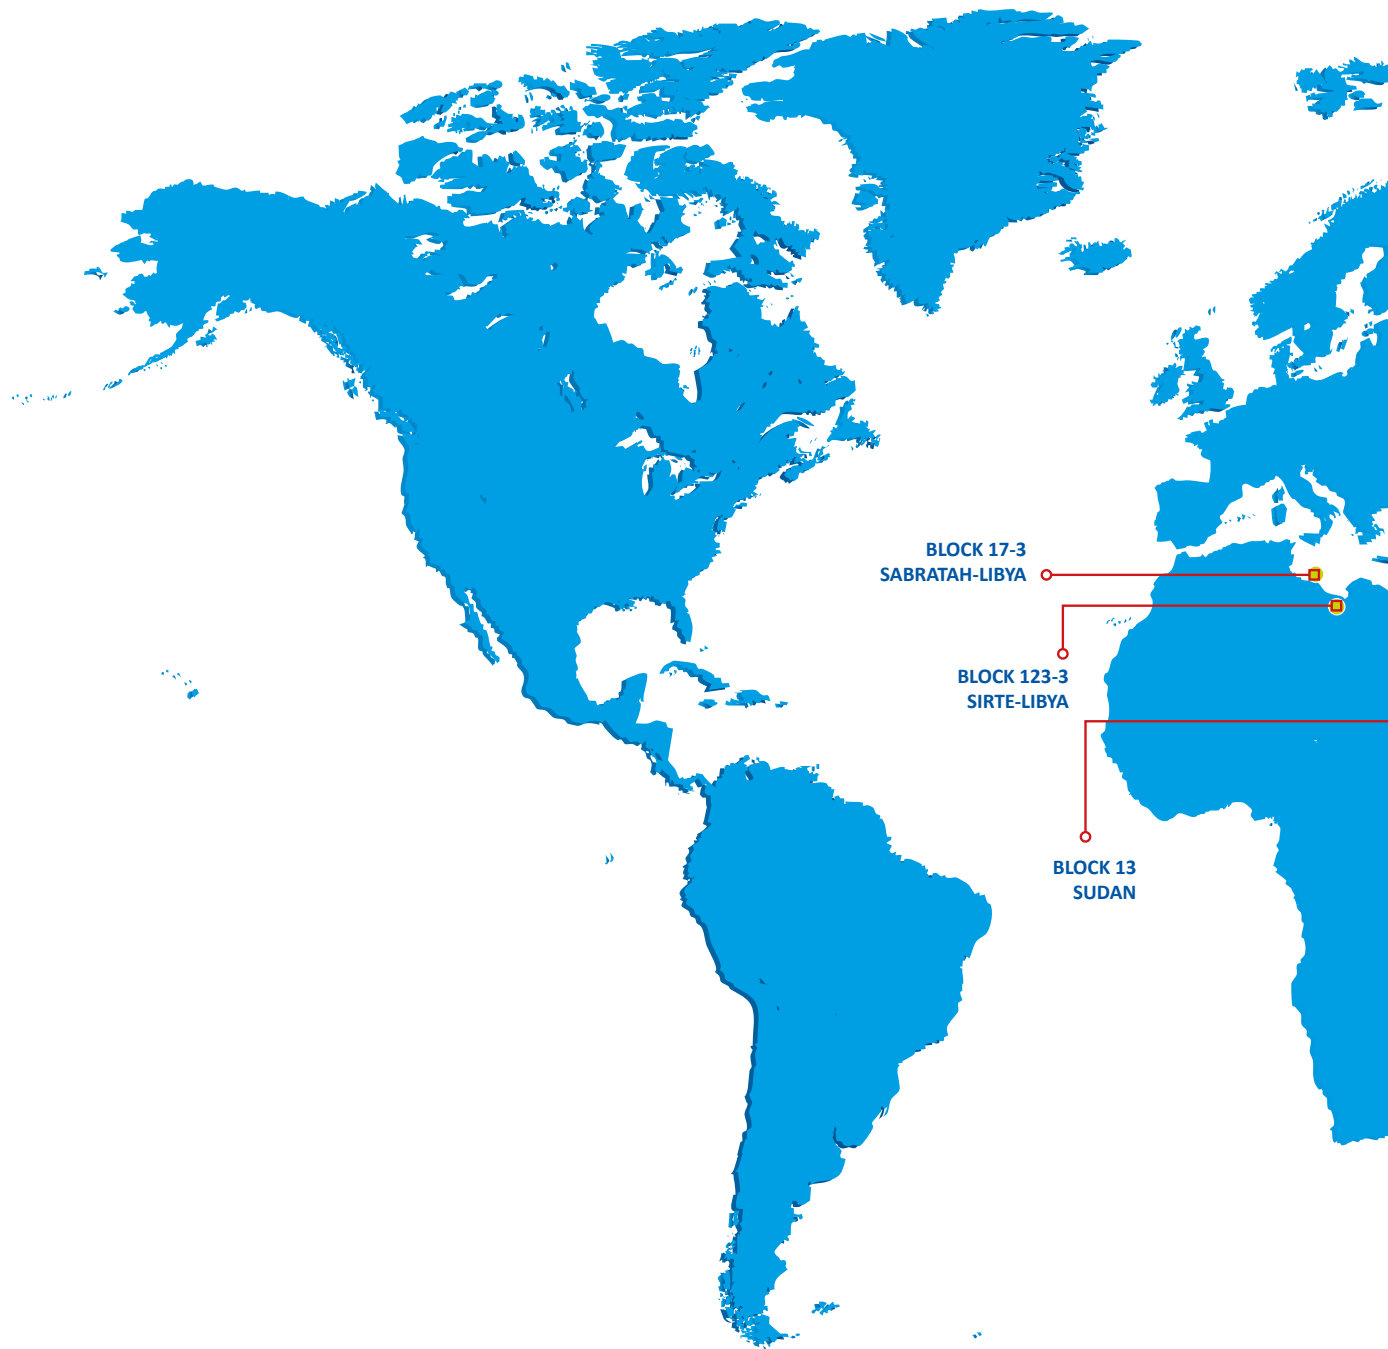 BLOCK 17-3
SABRATAH-LIBYA
BLOCK 123-3
SIRTE-LIBYA
BLOCK 13
SUDAN